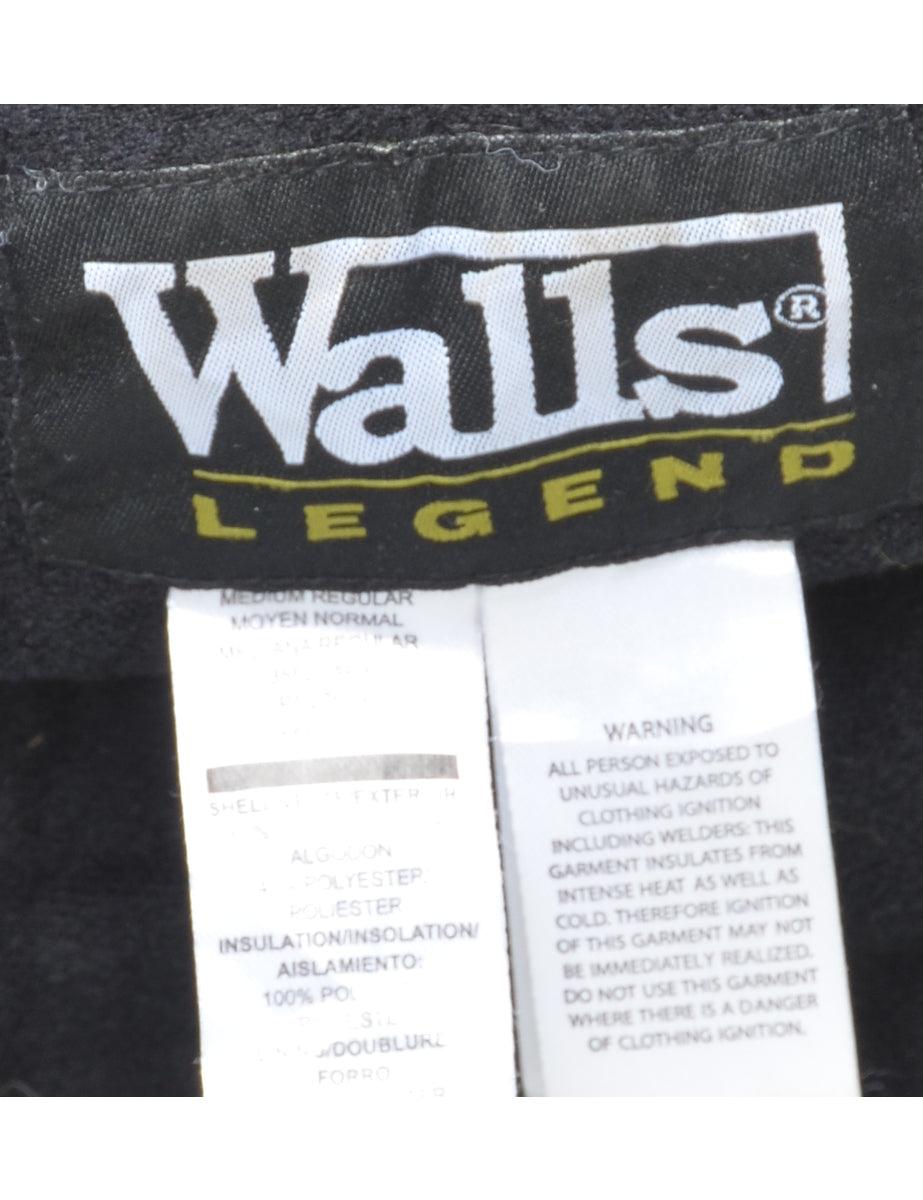 Walls®
LEGEND
MEDIUM REGULAR
MOYEN NORMAL
REGULAR
ALGODON
POLYESTER
POLIESTER
INSULATION/INSOLATION/
AISLAMIENTO:
100%
/DOUBLURE
FORRO
WARNING
ALL PERSON EXPOSED TO
UNUSUAL HAZARDS OF
CLOTHING IGNITION
INCLUDING WELDERS: THIS
GARMENT INSULATES FROM
INTENSE HEAT AS WELL AS
COLD. THEREFORE IGNITION
OF THIS GARMENT MAY NOT
BE IMMEDIATELY REALIZED.
DO NOT USE THIS GARMENT
WHERE THERE IS A DANGER
OF CLOTHING IGNITION.